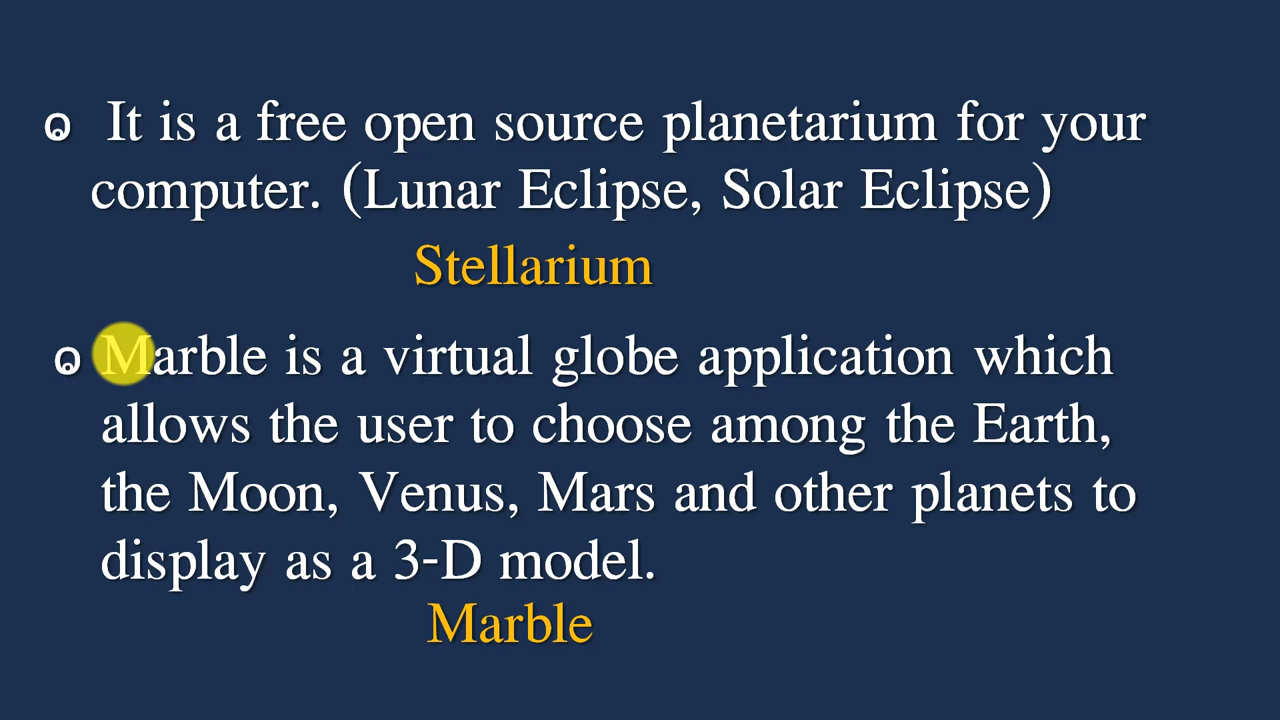 It is a free open source planetarium for your
computer. (Lunar Eclipse, Solar Eclipse)
Stellarium
Marble is a virtual globe application which
allows the user to choose among the Earth,
the Moon, Venus, Mars and other planets to
display as a 3-D model.
Marble